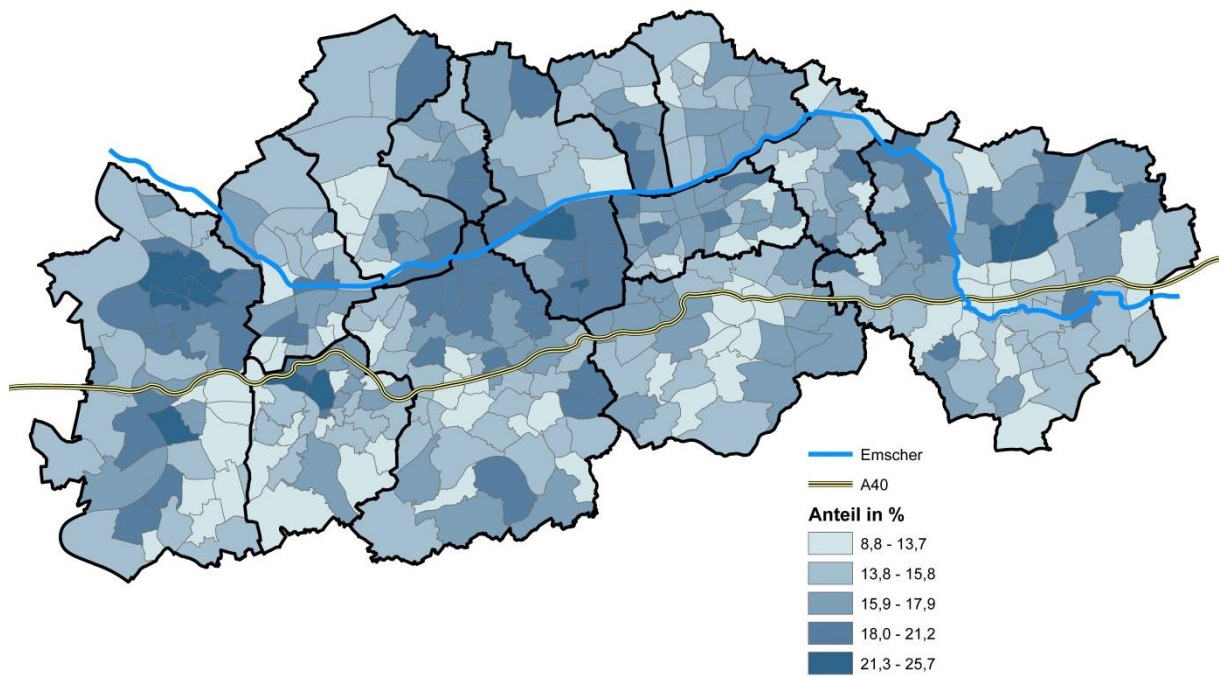 Emscher
A40
Anteil in %
8,8 - 13,7
13,8 - 15,8
15,9 - 17,9
18,0 - 21,2
21,3 - 25,7